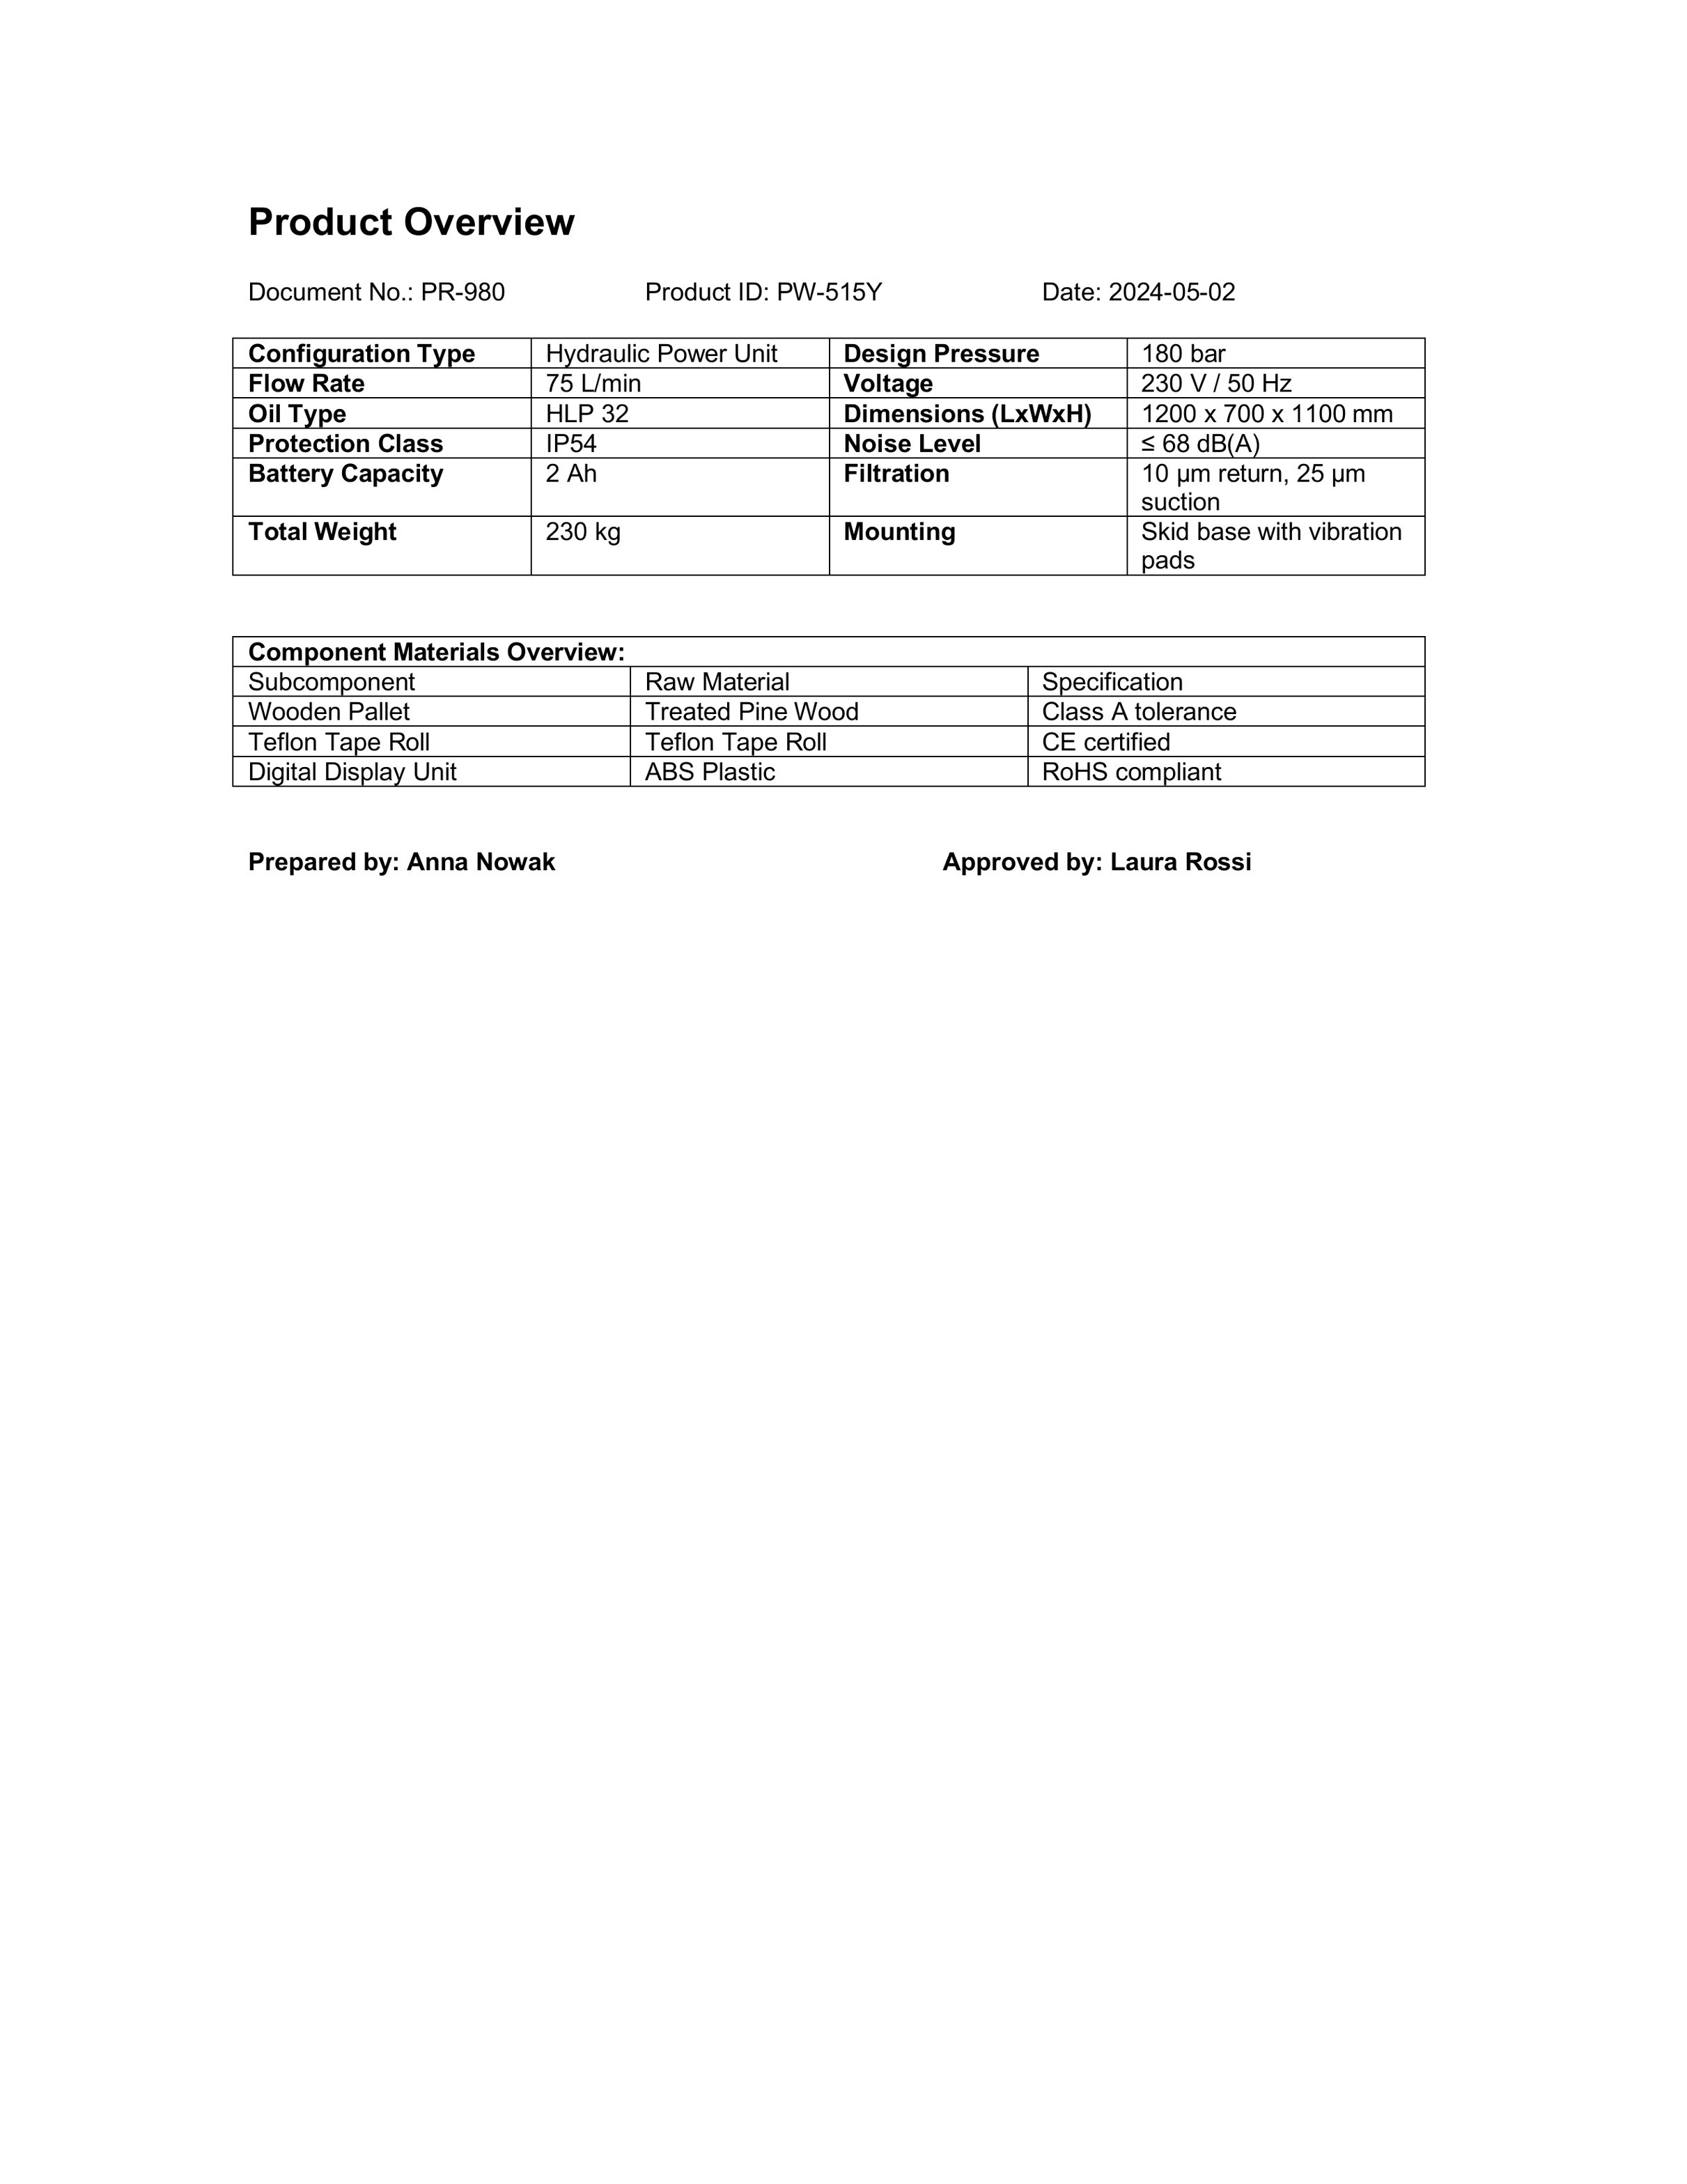 Product Overview
Document No.: PR-980 Product ID: PW-515Y Date: 2024-05-02
Configuration Type Hydraulic Power Unit Design Pressure 180 bar
Flow Rate 75 L/min Voltage 230 V / 50 Hz
Oil Type HLP 32 Dimensions (LxWxH) 1200 x 700 x 1100 mm
Protection Class IP54 Noise Level ≤ 68 dB(A)
Battery Capacity 2 Ah Filtration 10 µm return, 25 µm
suction
Total Weight 230 kg Mounting Skid base with vibration
pads
Component Materials Overview:
Subcomponent Raw Material Specification
Wooden Pallet Treated Pine Wood Class A tolerance
Teflon Tape Roll Teflon Tape Roll CE certified
Digital Display Unit ABS Plastic RoHS compliant
Prepared by: Anna Nowak Approved by: Laura Rossi